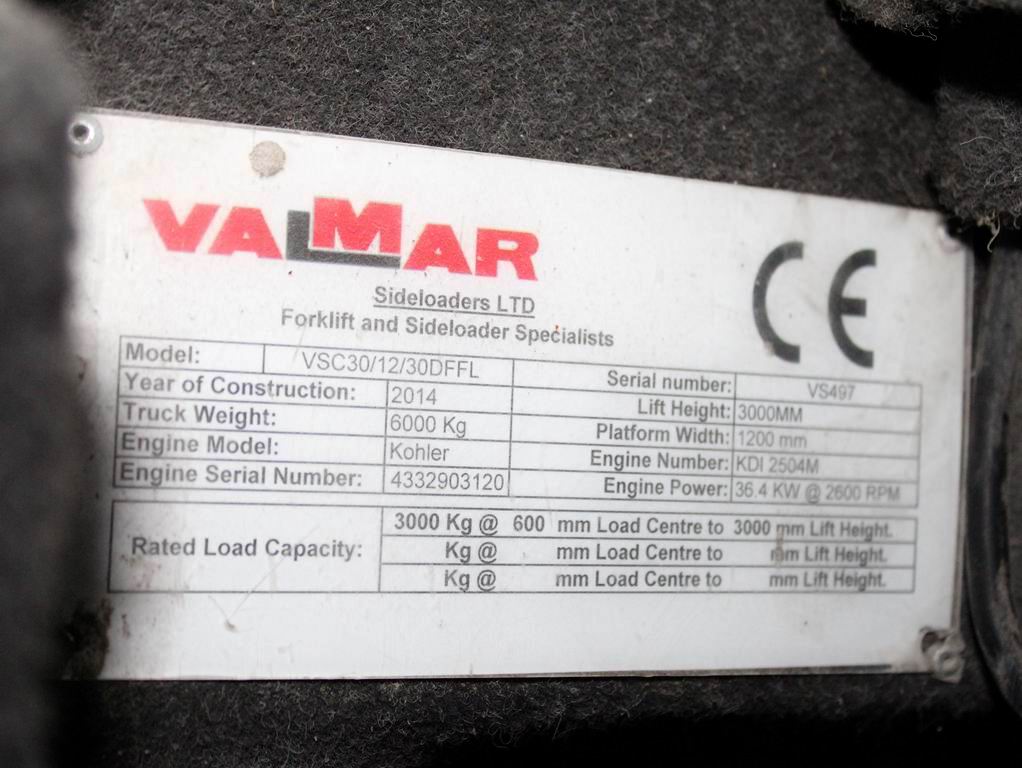 VALMAR
CE
Sideloaders LTD
Forklift and Sideloader Specialists
Model: VSC30/12/30DFFL Serial number: VS497
Year of Construction: 2014 Lift Height: 3000MM
Truck Weight: 6000 Kg Platform Width: 1200 mm
Engine Model: Kohler Engine Number: KDI 2504M
Engine Serial Number: 4332903120 Engine Power: 36.4 KW @ 2600 RPM
Rated Load Capacity: 3000 Kg @ 600 mm Load Centre to 3000 mm Lift Height.
Kg @ mm Load Centre to mm Lift Height.
Kg @ mm Load Centre to mm Lift Height.